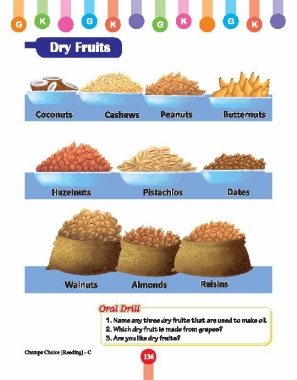 G K G K G K G K
Dry Fruits
Coconuts Cashews Peanuts Butternuts
Hazelnuts Pistachios Dates
Walnuts Almonds Raisins
Oral Drill
1. Name any three dry fruits that are used to make oil.
2. Which dry fruit is made from grapes?
3. Are you like dry fruits?
Champs Choice (Reading) - C
136